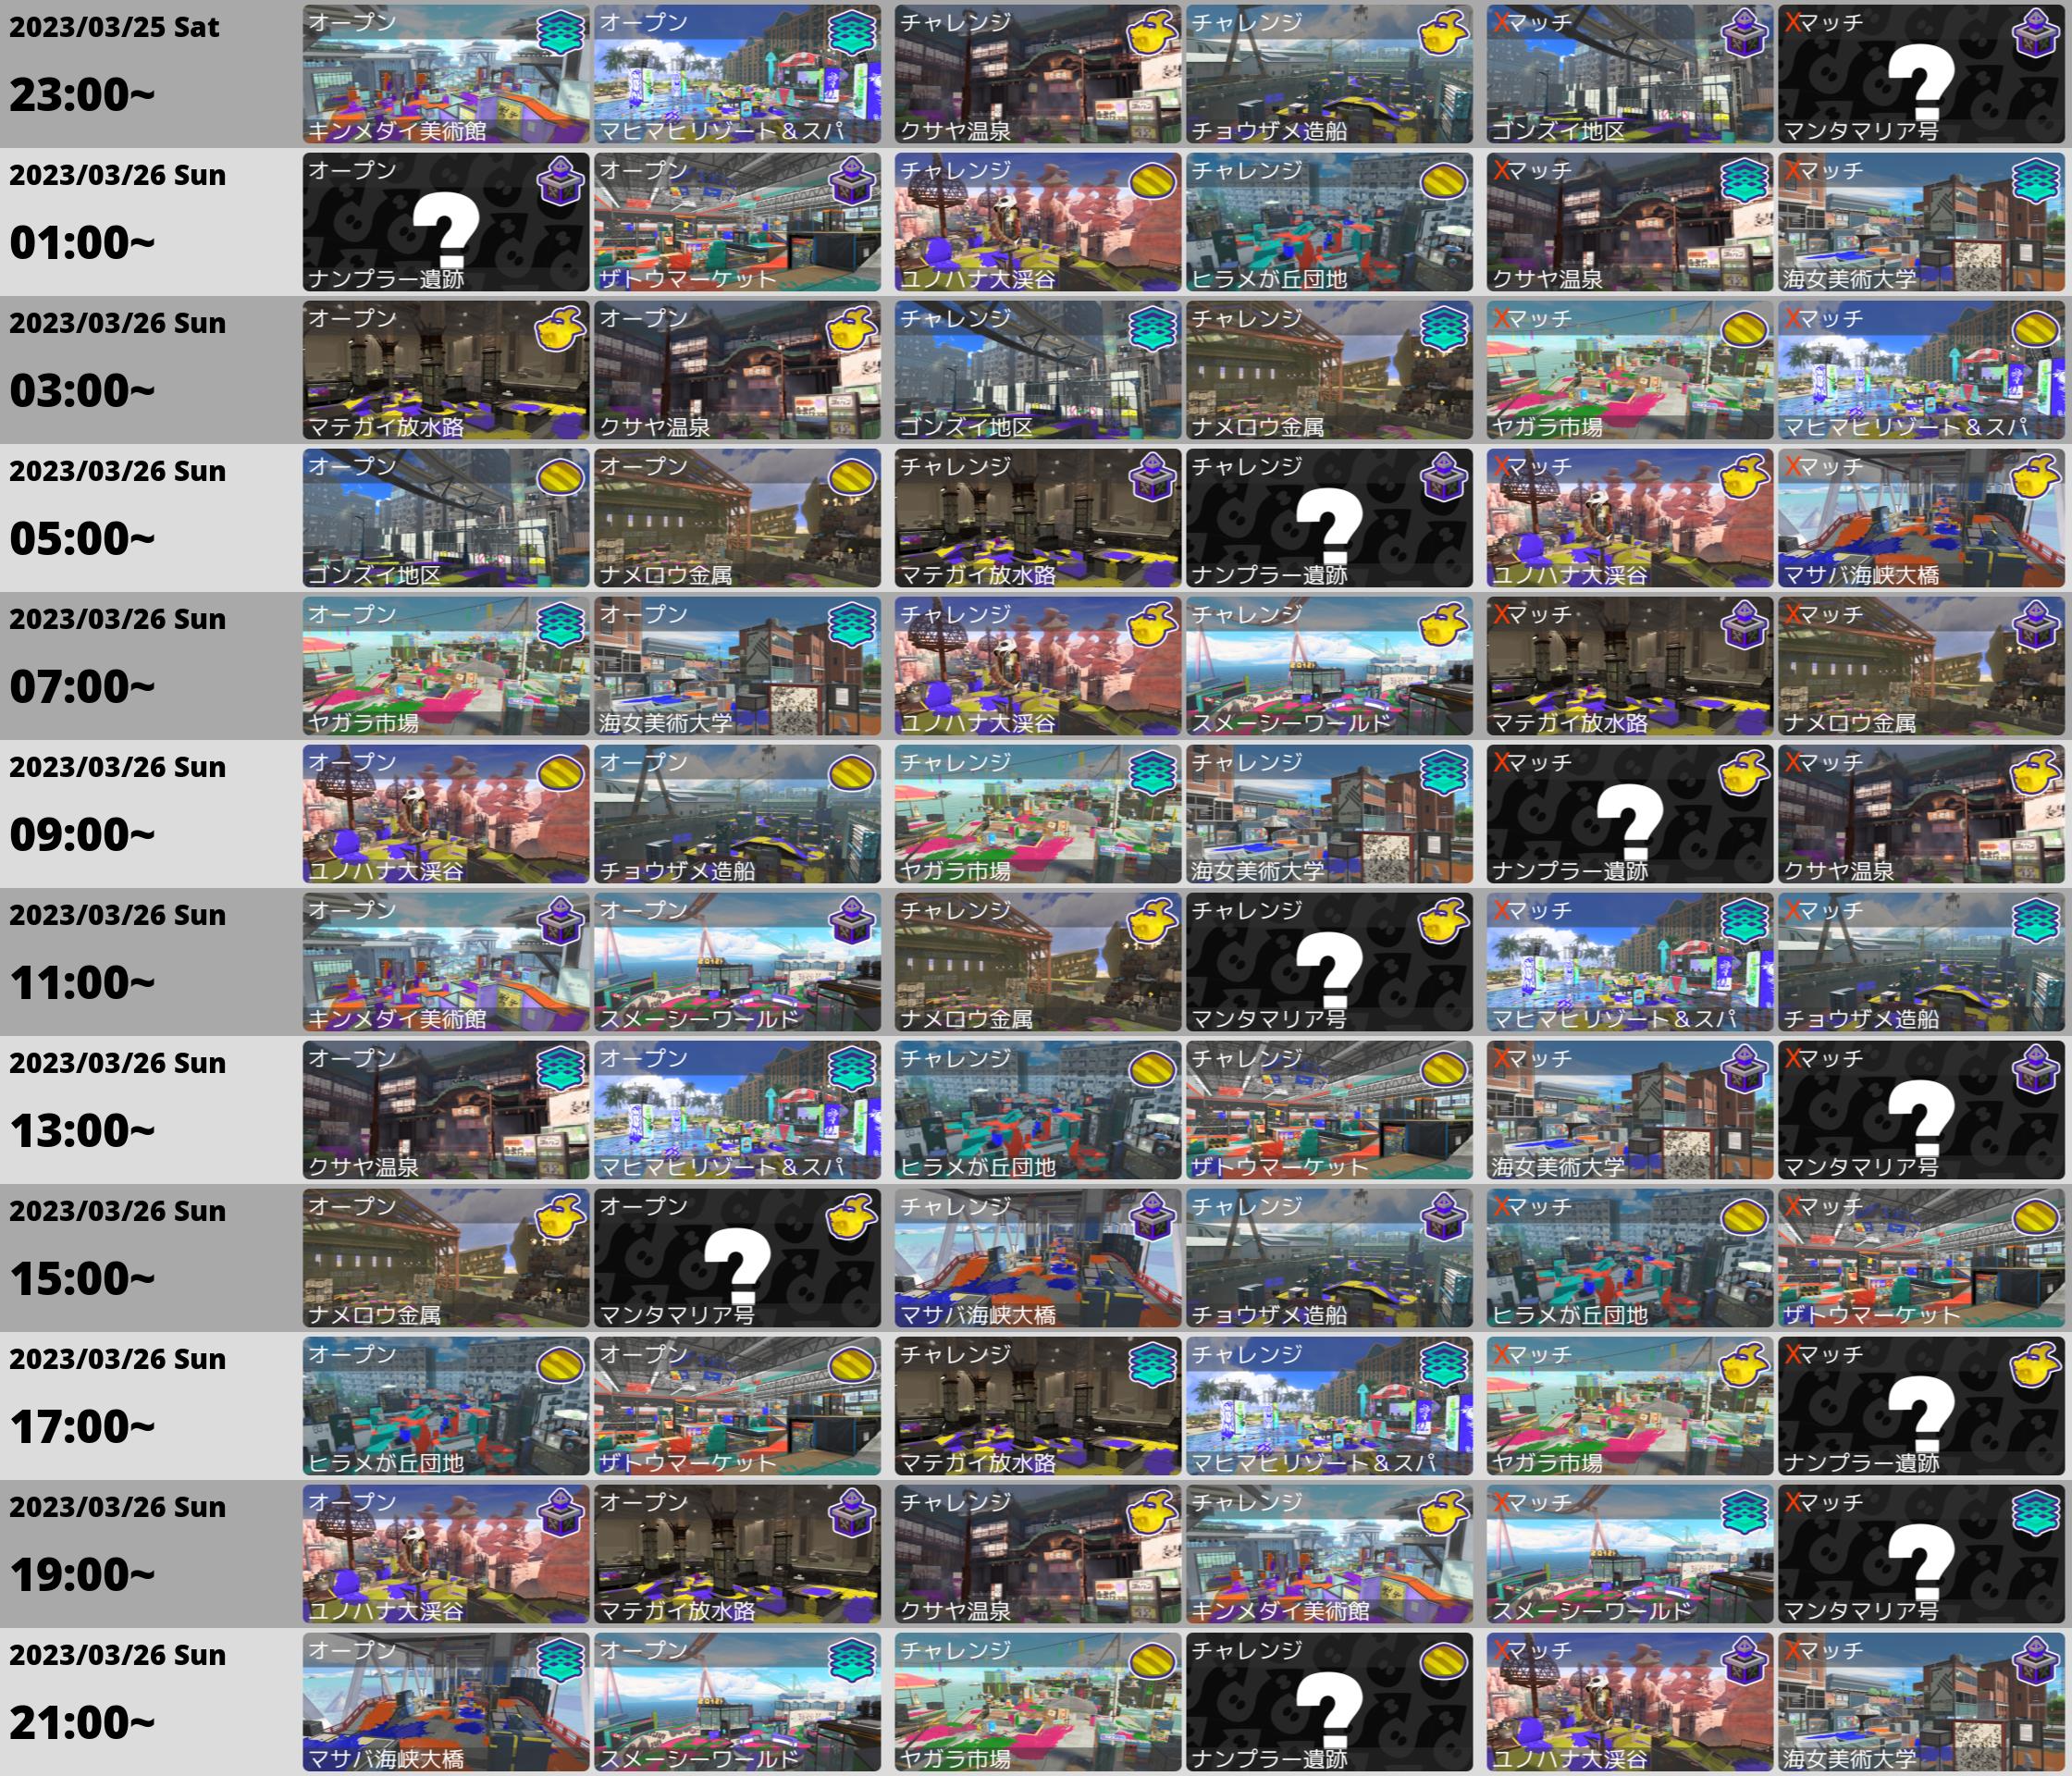 2023/03/25 Sat
23:00~
オープン
キンメダイ美術館
オープン
マヒマヒリゾート＆スパ
チャレンジ
クサヤ温泉
チャレンジ
チョウザメ造船
Xマッチ
ゴンズイ地区
Xマッチ
マンタマリア号
2023/03/26 Sun
01:00~
オープン
ナンプラー遺跡
オープン
ザトウマーケット
チャレンジ
ユノハナ大渓谷
チャレンジ
ヒラメが丘団地
Xマッチ
クサヤ温泉
Xマッチ
海女美術大学
2023/03/26 Sun
03:00~
オープン
マテガイ放水路
オープン
クサヤ温泉
チャレンジ
ゴンズイ地区
チャレンジ
ナメロウ金属
Xマッチ
ヤガラ市場
Xマッチ
マヒマヒリゾート＆スパ
2023/03/26 Sun
05:00~
オープン
ゴンズイ地区
オープン
ナメロウ金属
チャレンジ
マテガイ放水路
チャレンジ
ナンプラー遺跡
Xマッチ
ユノハナ大渓谷
Xマッチ
マサバ海峡大橋
2023/03/26 Sun
07:00~
オープン
ヤガラ市場
オープン
海女美術大学
チャレンジ
ユノハナ大渓谷
チャレンジ
スメーシーワールド
Xマッチ
マテガイ放水路
Xマッチ
ナメロウ金属
2023/03/26 Sun
09:00~
オープン
ユノハナ大渓谷
オープン
チョウザメ造船
チャレンジ
ヤガラ市場
チャレンジ
海女美術大学
Xマッチ
ナンプラー遺跡
Xマッチ
クサヤ温泉
2023/03/26 Sun
11:00~
オープン
キンメダイ美術館
オープン
スメーシーワールド
チャレンジ
ナメロウ金属
チャレンジ
マンタマリア号
Xマッチ
マヒマヒリゾート＆スパ
Xマッチ
チョウザメ造船
2023/03/26 Sun
13:00~
オープン
クサヤ温泉
オープン
マヒマヒリゾート＆スパ
チャレンジ
ヒラメが丘団地
チャレンジ
ザトウマーケット
Xマッチ
海女美術大学
Xマッチ
マンタマリア号
2023/03/26 Sun
15:00~
オープン
ナメロウ金属
オープン
マンタマリア号
チャレンジ
マサバ海峡大橋
チャレンジ
チョウザメ造船
Xマッチ
ヒラメが丘団地
Xマッチ
ザトウマーケット
2023/03/26 Sun
17:00~
オープン
ヒラメが丘団地
オープン
ザトウマーケット
チャレンジ
マテガイ放水路
チャレンジ
マヒマヒリゾート＆スパ
Xマッチ
ヤガラ市場
Xマッチ
ナンプラー遺跡
2023/03/26 Sun
19:00~
オープン
ユノハナ大渓谷
オープン
マテガイ放水路
チャレンジ
クサヤ温泉
チャレンジ
キンメダイ美術館
Xマッチ
スメーシーワールド
Xマッチ
マンタマリア号
2023/03/26 Sun
21:00~
オープン
マサバ海峡大橋
オープン
スメーシーワールド
チャレンジ
ヤガラ市場
チャレンジ
ナンプラー遺跡
Xマッチ
ユノハナ大渓谷
Xマッチ
海女美術大学